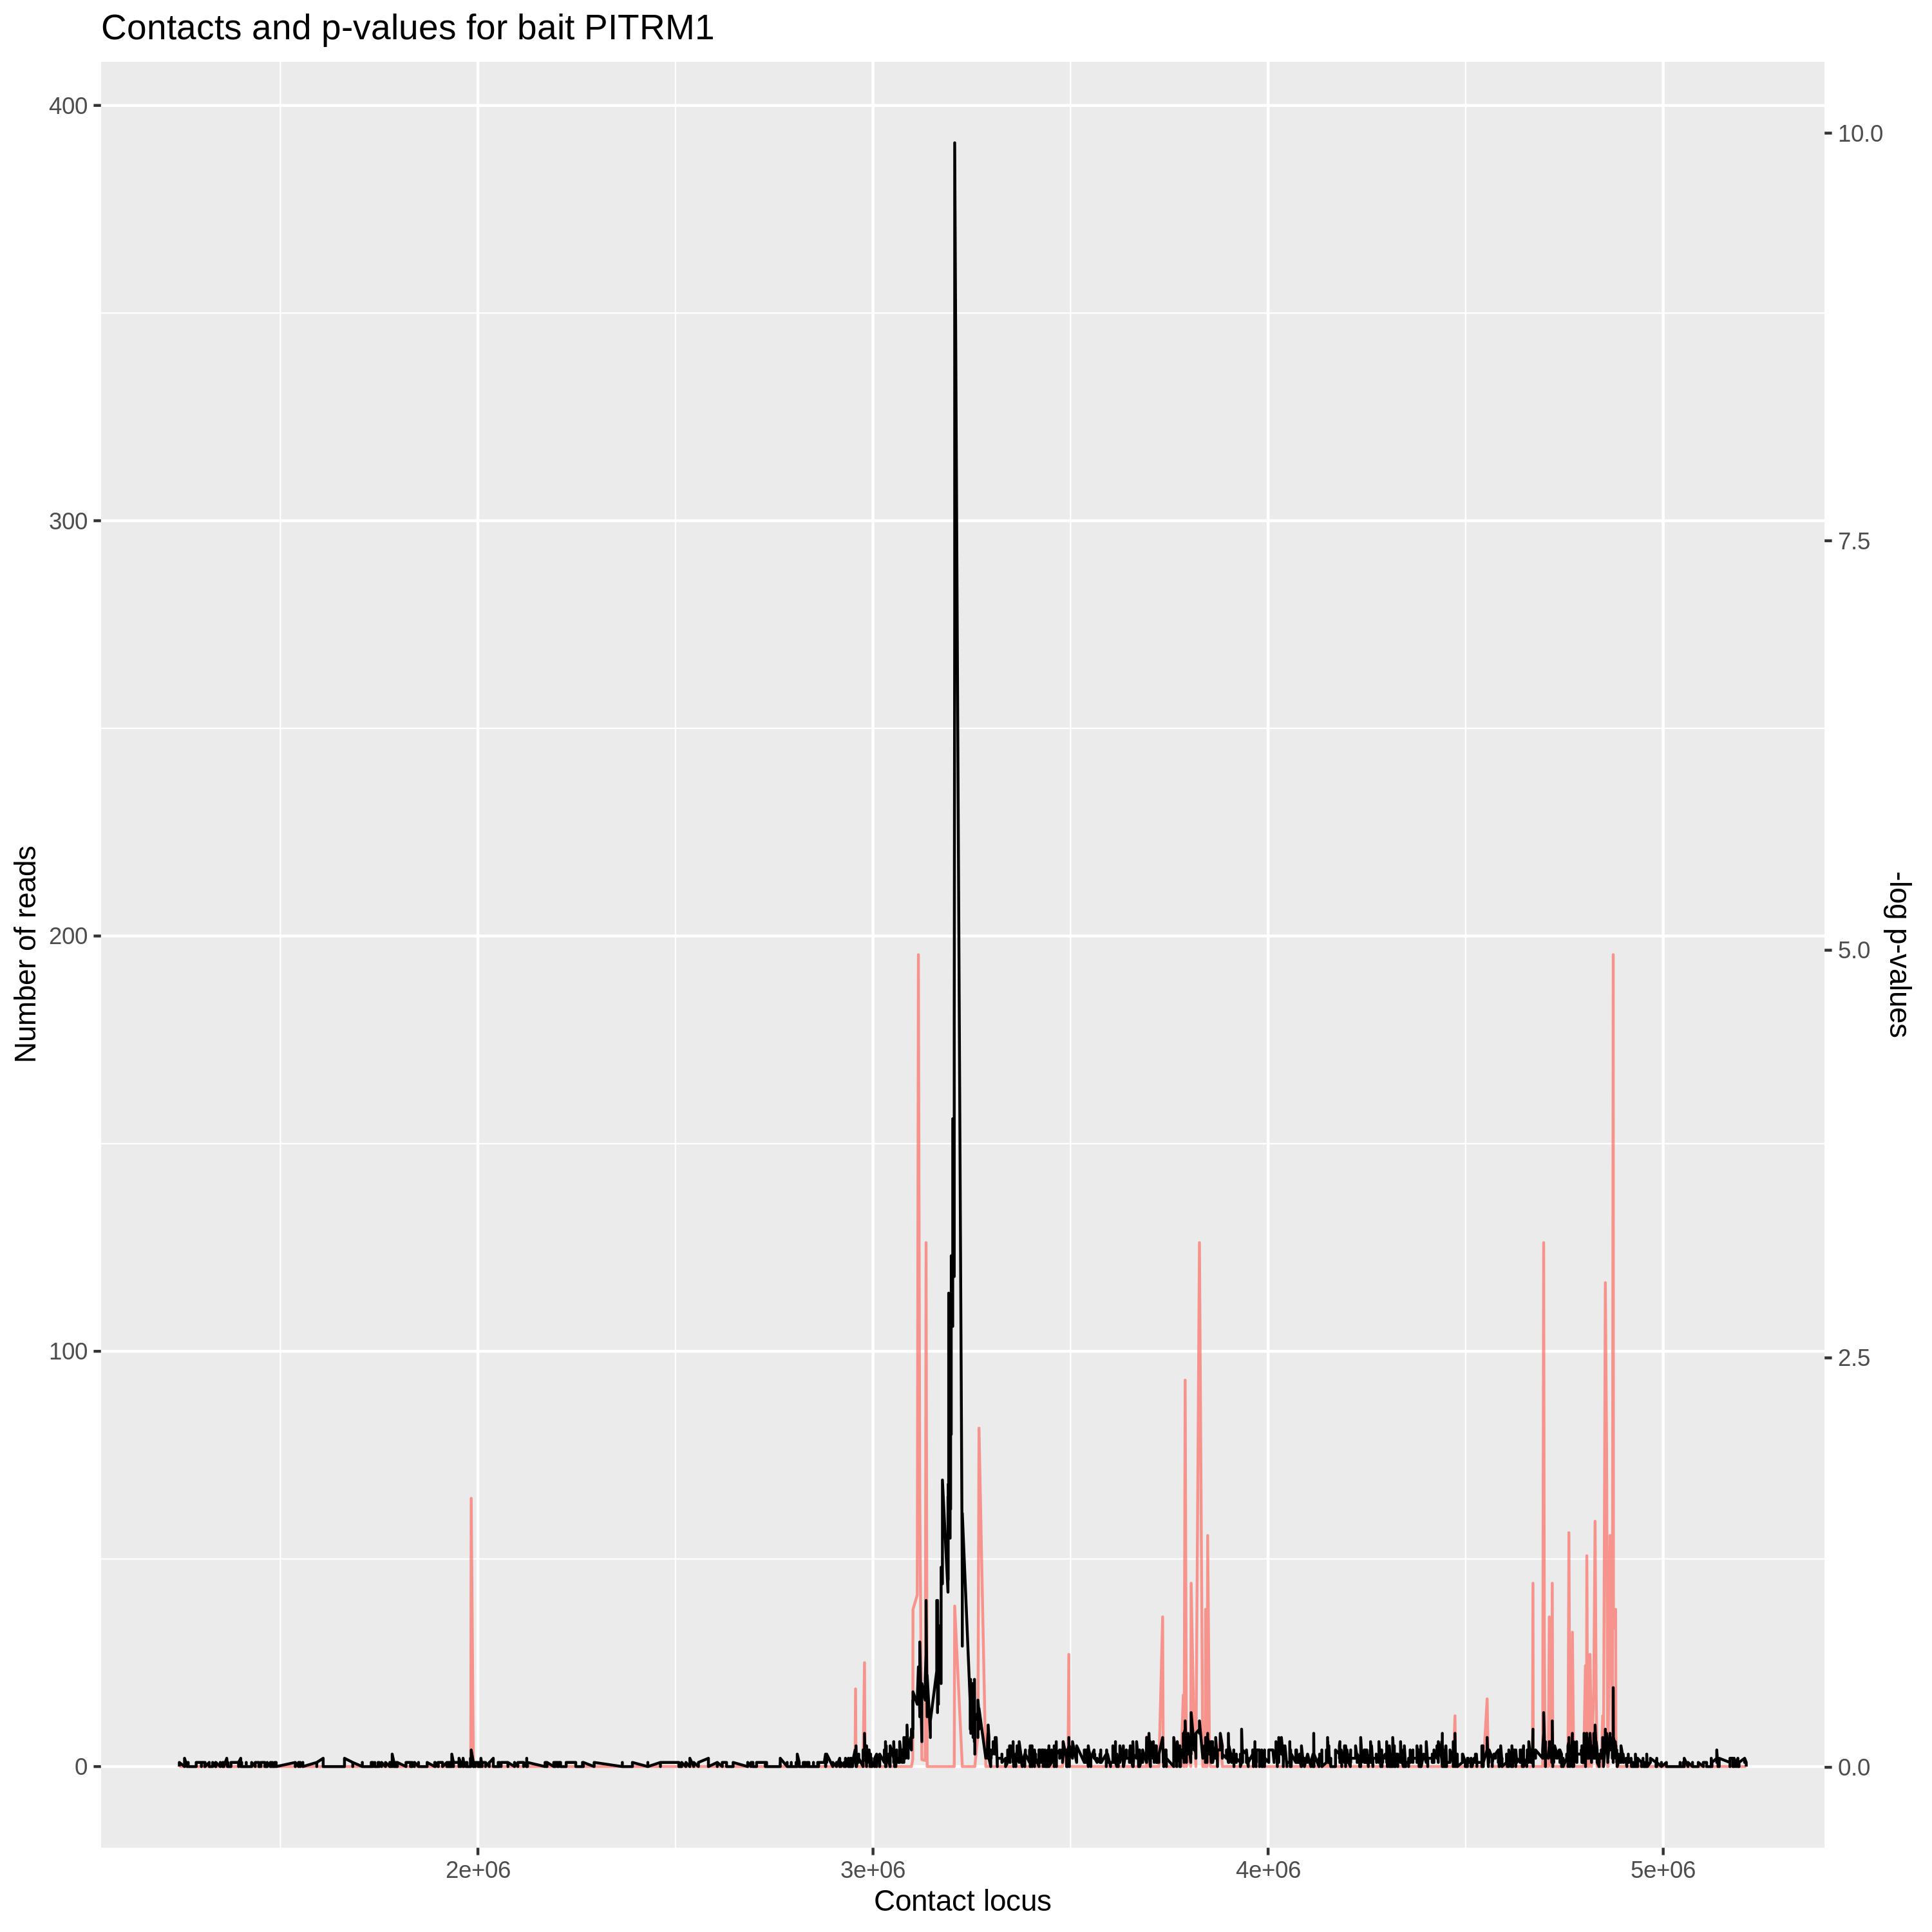 Contacts and p-values for bait PITRM1
400
300
200
100
0
10.0
7.5
5.0
2.5
0.0
Number of reads
-log p-values
2e+06
3e+06
4e+06
5e+06
Contact locus